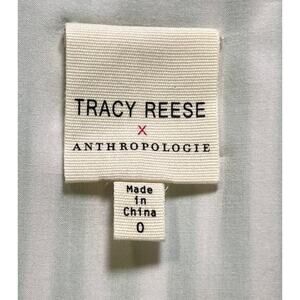 TRACY REESE
X
ANTHROPOLOGIE
Made
in
China
0